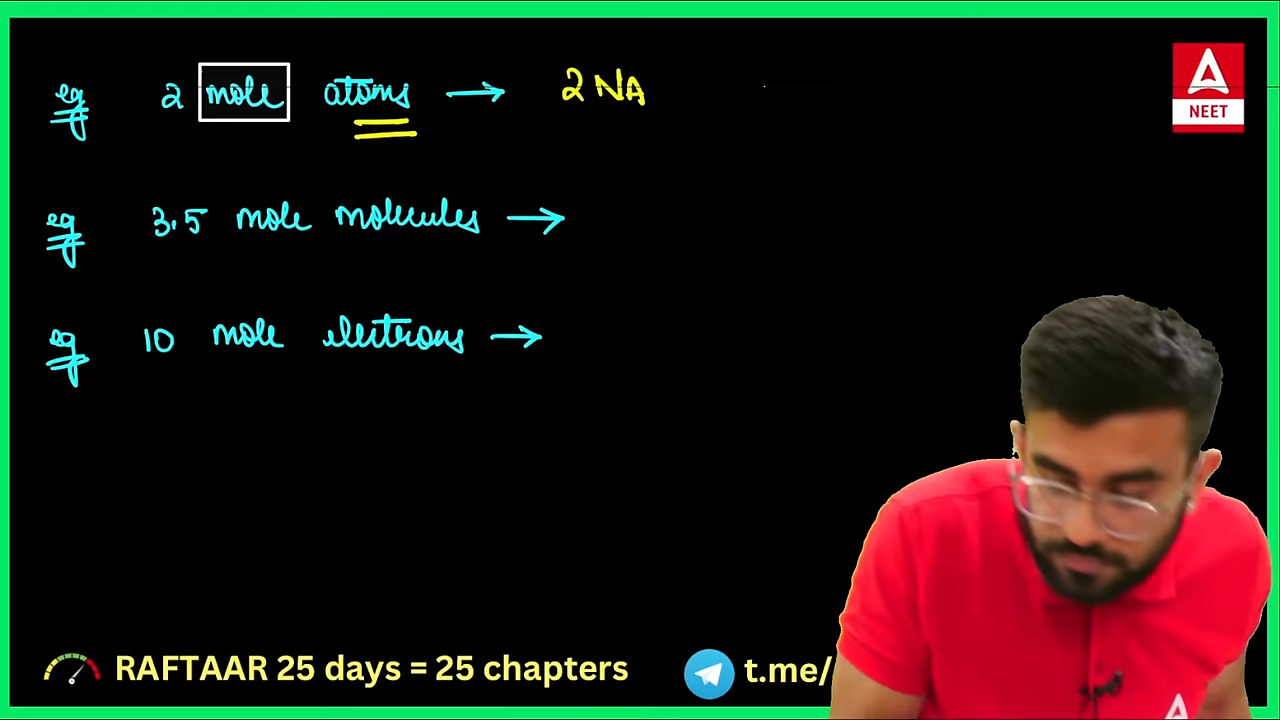 eg 2 mole atoms → 2 NA
NEET
eg 3.5 mole molecules →
eg 10 mole electrons →
RAFTAAR 25 days = 25 chapters
t.me/